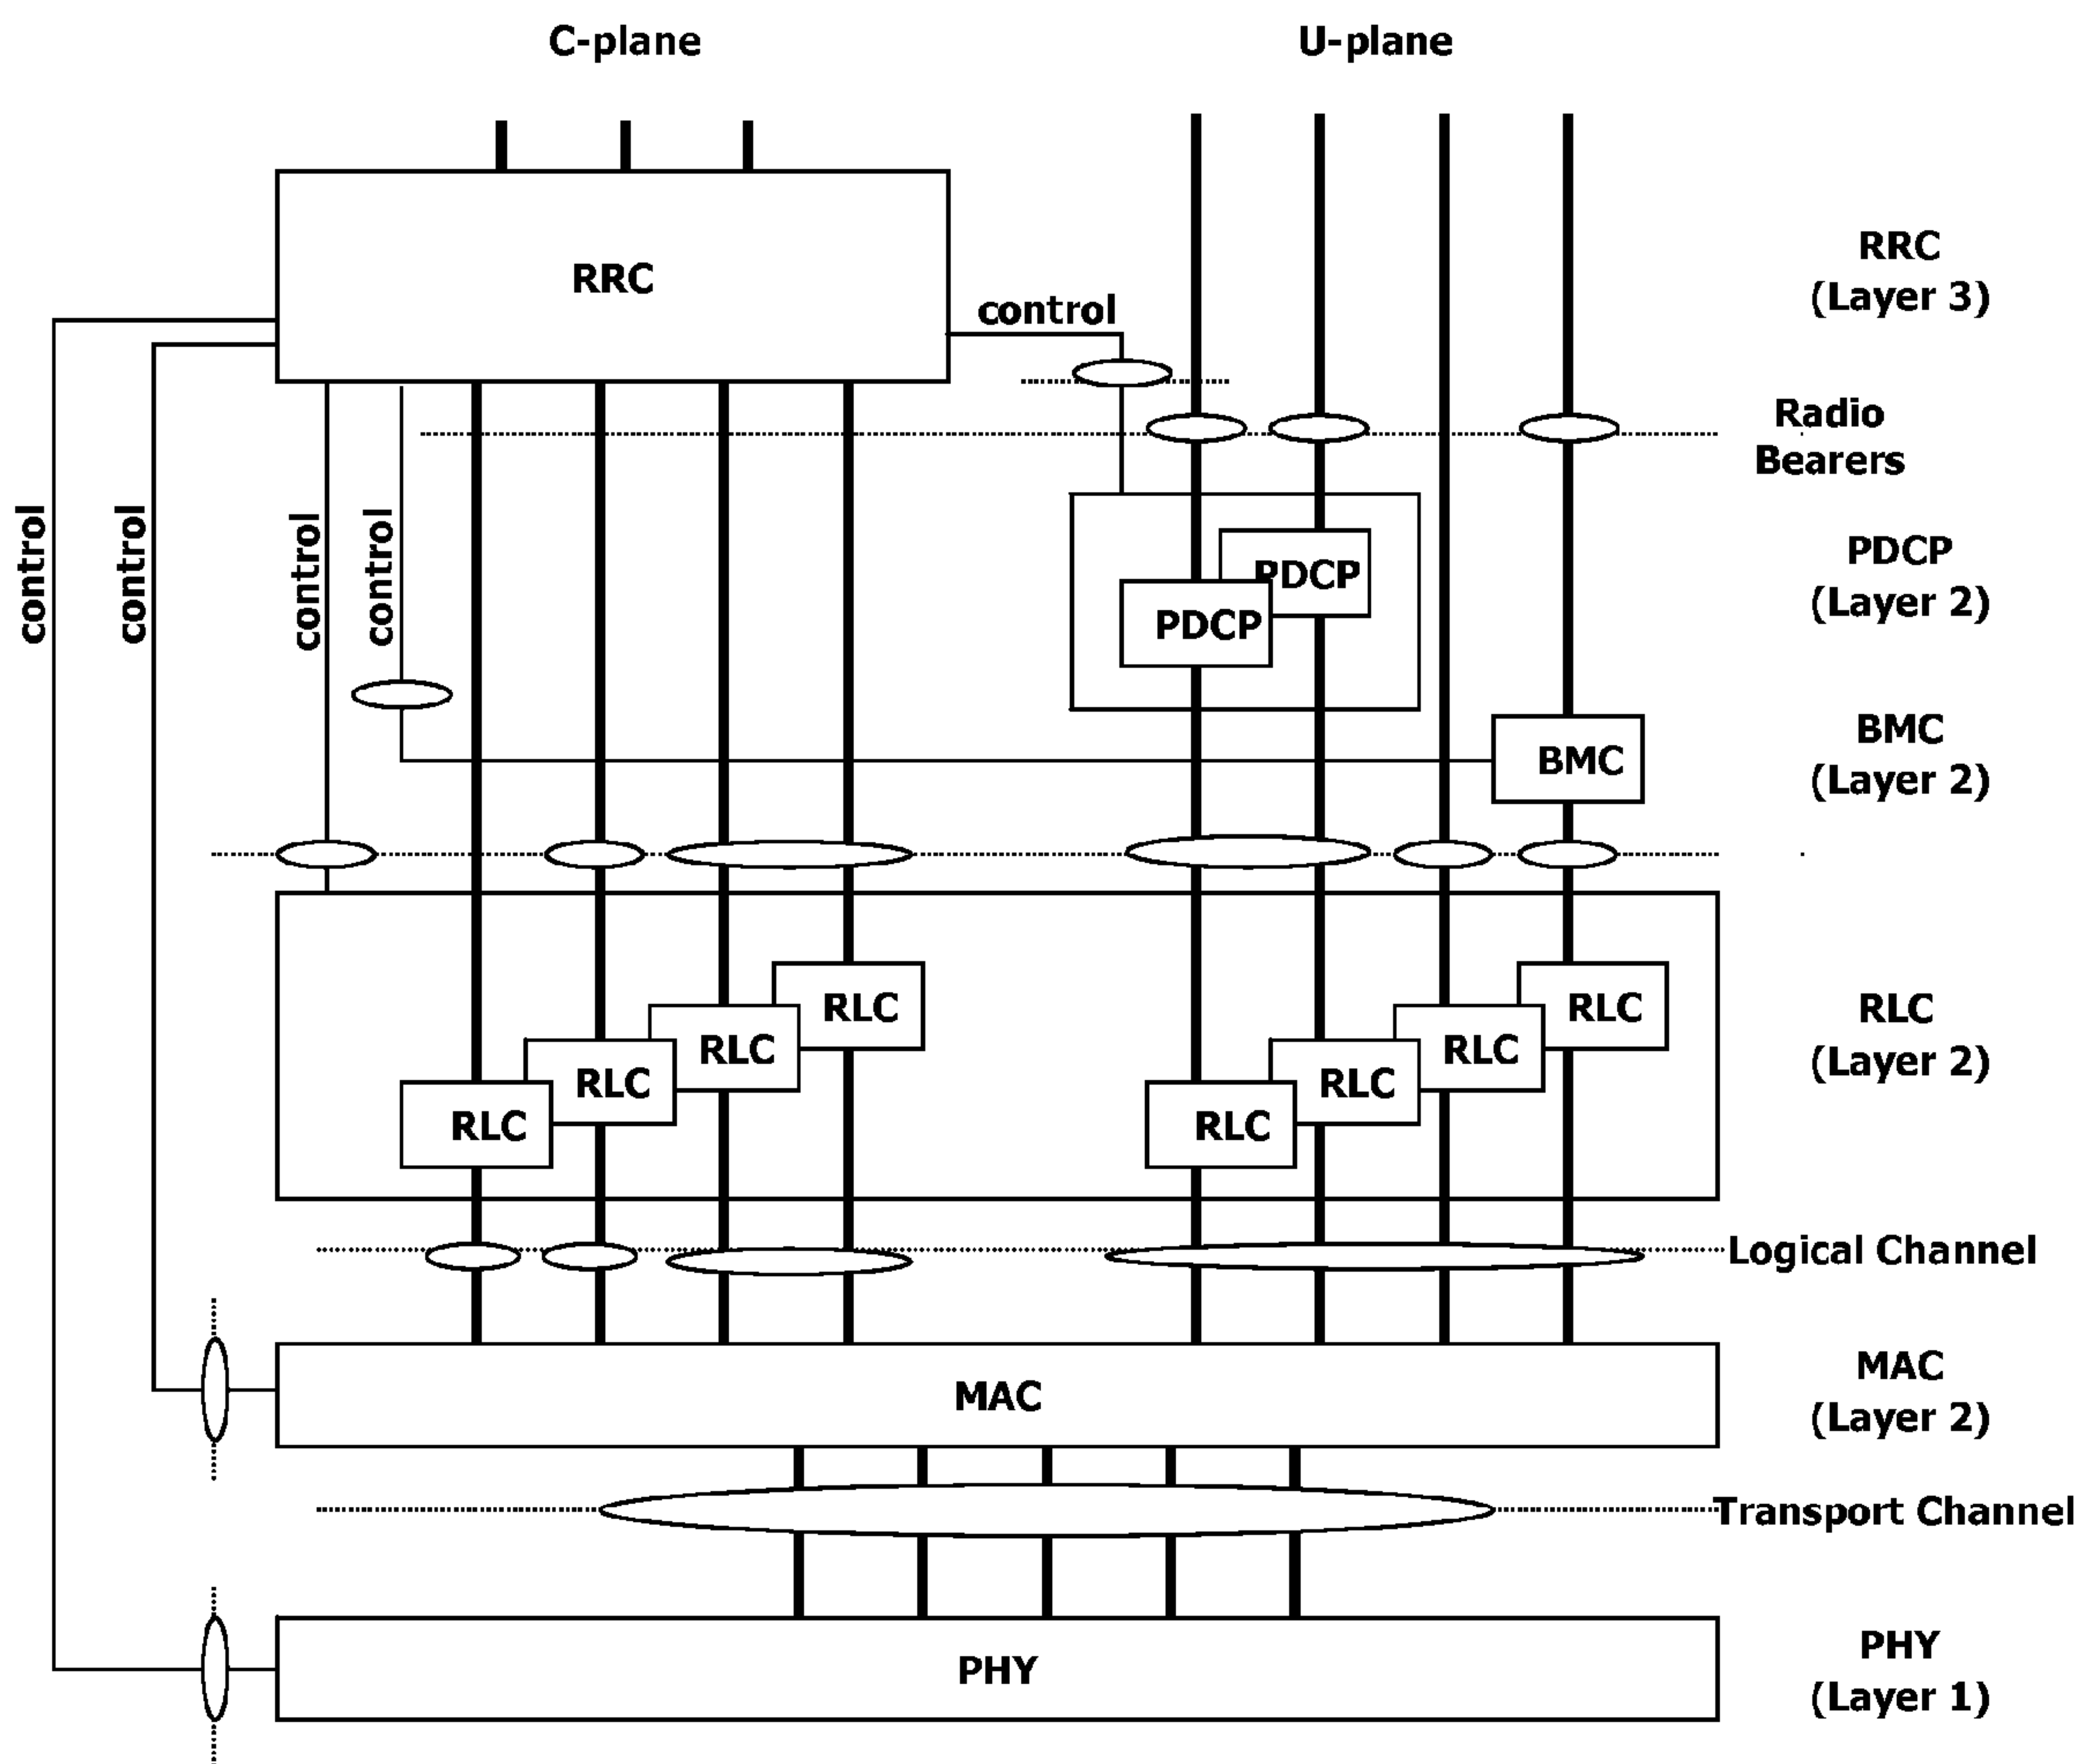 C-plane
U-plane
RRC
control
RRC
(Layer 3)
Radio
Bearers
control
control
control
control
PDCP
PDCP
PDCP
(Layer 2)
BMC
BMC
(Layer 2)
RLC
RLC
RLC
RLC
RLC
RLC
RLC
RLC
RLC
(Layer 2)
Logical Channel
MAC
MAC
(Layer 2)
Transport Channel
PHY
PHY
(Layer 1)